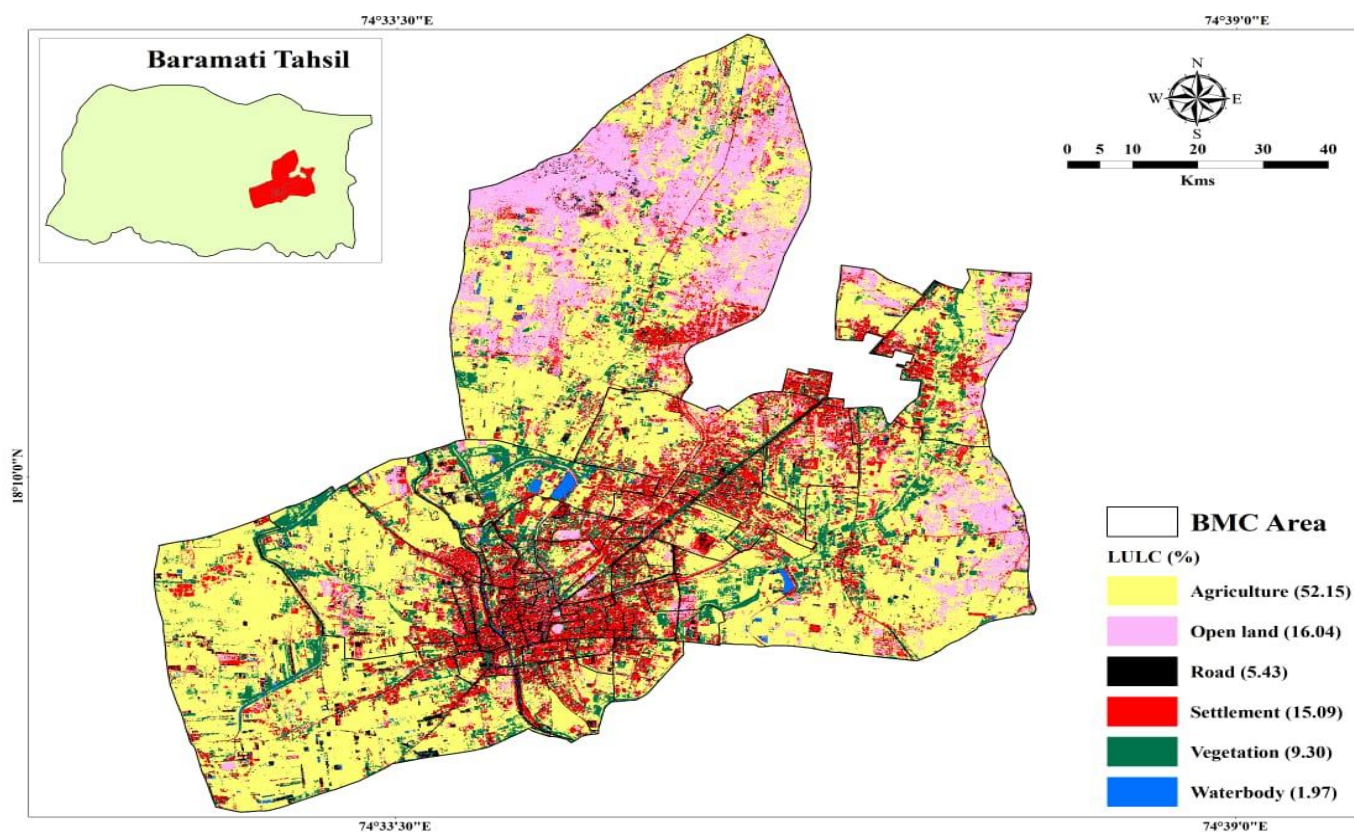 74°33'30"E
74°39'0"E
Baramati Tahsil
N
W
E
S
0 5 10 20 30 40
Kms
18°10'0"N
BMC Area
LULC (%)
Agriculture (52.15)
Open land (16.04)
Road (5.43)
Settlement (15.09)
Vegetation (9.30)
Waterbody (1.97)
74°33'30"E
74°39'0"E